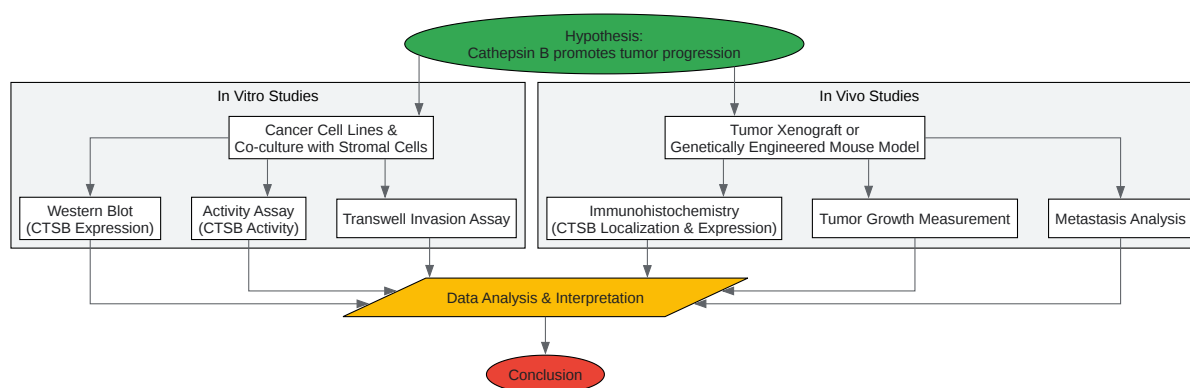 Hypothesis:
Cathepsin B promotes tumor progression
In Vitro Studies
In Vivo Studies
Cancer Cell Lines &
Co-culture with Stromal Cells
Tumor Xenograft or
Genetically Engineered Mouse Model
Western Blot
(CTSB Expression)
Activity Assay
(CTSB Activity)
Transwell Invasion Assay
Immunohistochemistry
(CTSB Localization & Expression)
Tumor Growth Measurement
Metastasis Analysis
Data Analysis & Interpretation
Conclusion